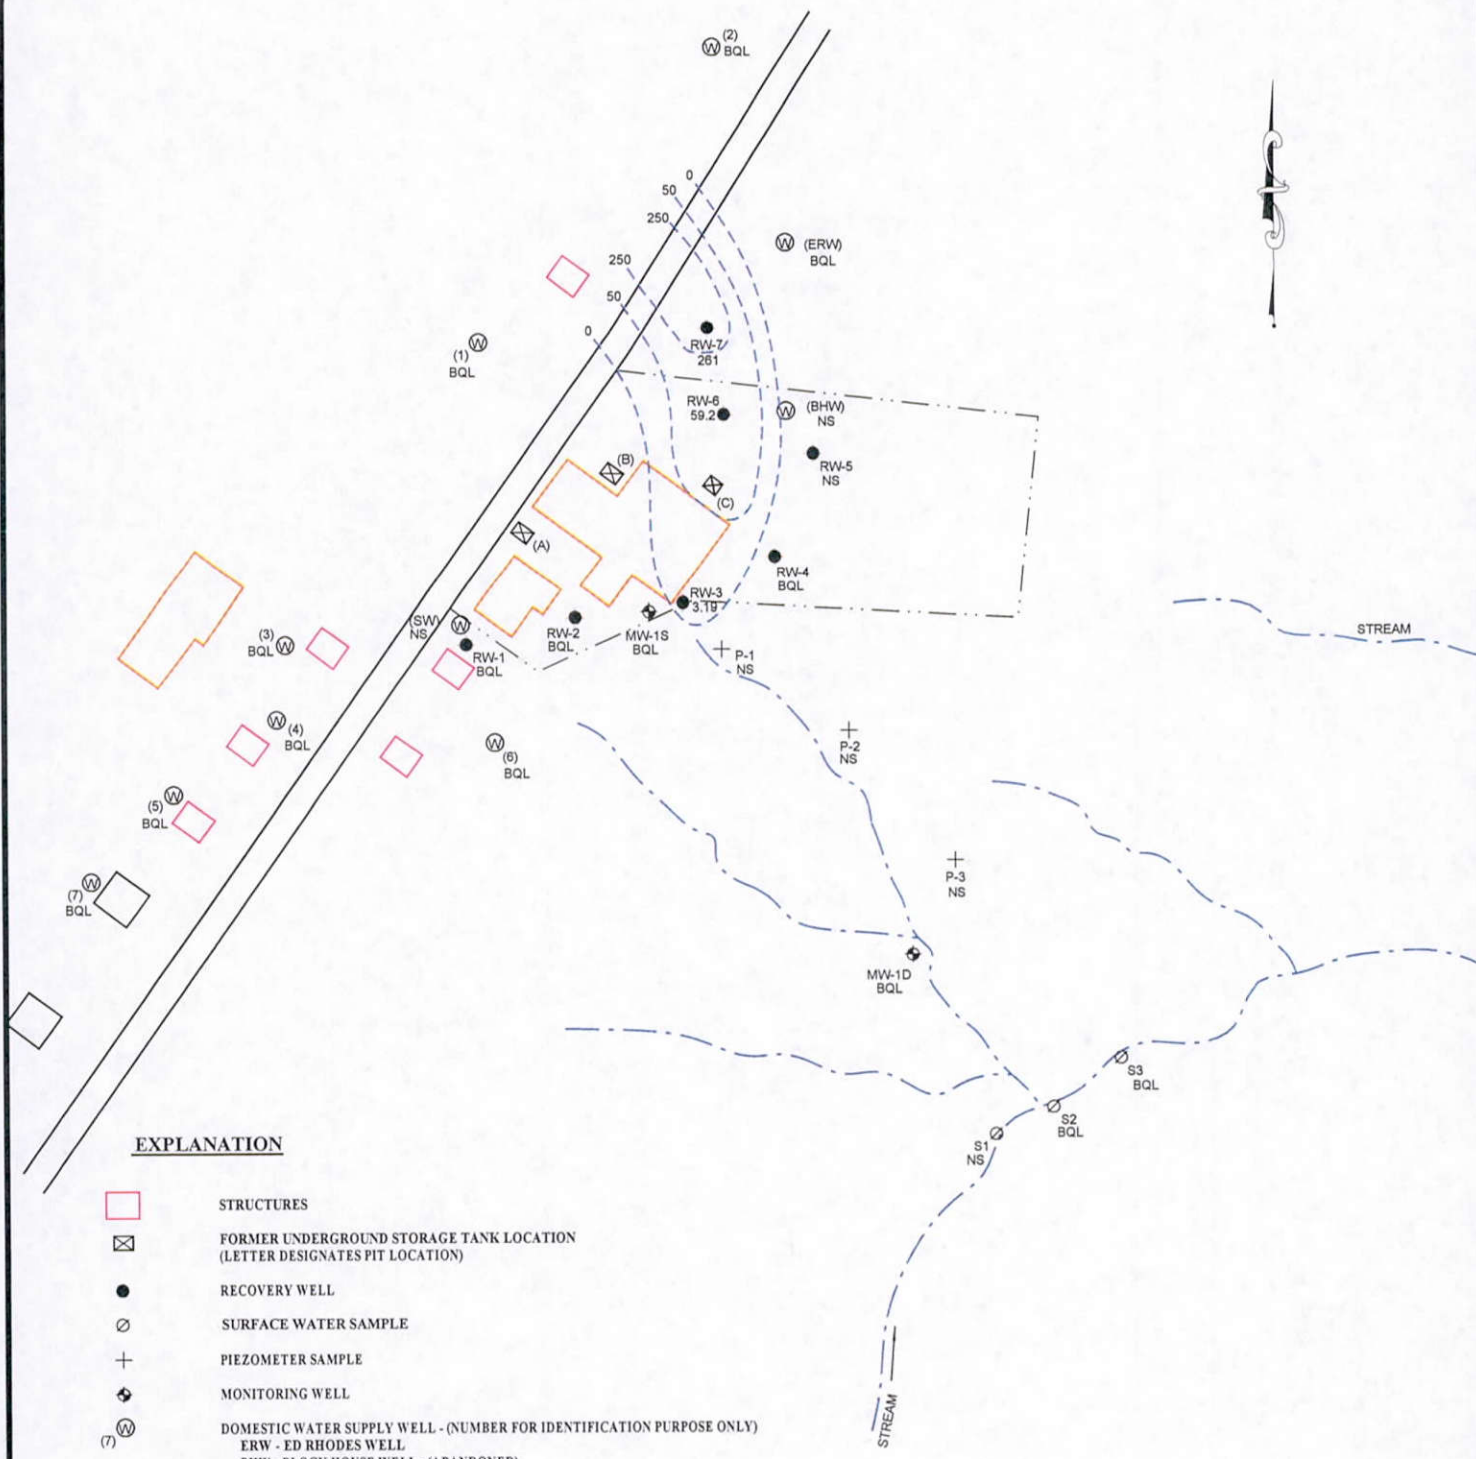 (2)
BQL
0
50
250
(ERW)
BQL
250
50
0
(1)
BQL
RW-7
261
RW-6
59.2
(BHW)
NS
RW-5
NS
(B)
(C)
(A)
RW-4
BQL
RW-3
3.19
(SW)
NS
RW-2
BQL
MW-1S
BQL
STREAM
(3)
BQL
RW-1
BQL
P-1
NS
(4)
BQL
P-2
NS
(6)
BQL
(5)
BQL
P-3
NS
(7)
BQL
MW-1D
BQL
S3
BQL
S2
BQL
S1
NS
EXPLANATION
STRUCTURES
FORMER UNDERGROUND STORAGE TANK LOCATION
(LETTER DESIGNATES PIT LOCATION)
RECOVERY WELL
SURFACE WATER SAMPLE
PIEZOMETER SAMPLE
MONITORING WELL
STREAM
(7) W DOMESTIC WATER SUPPLY WELL - (NUMBER FOR IDENTIFICATION PURPOSE ONLY)
ERW - ED RHODES WELL